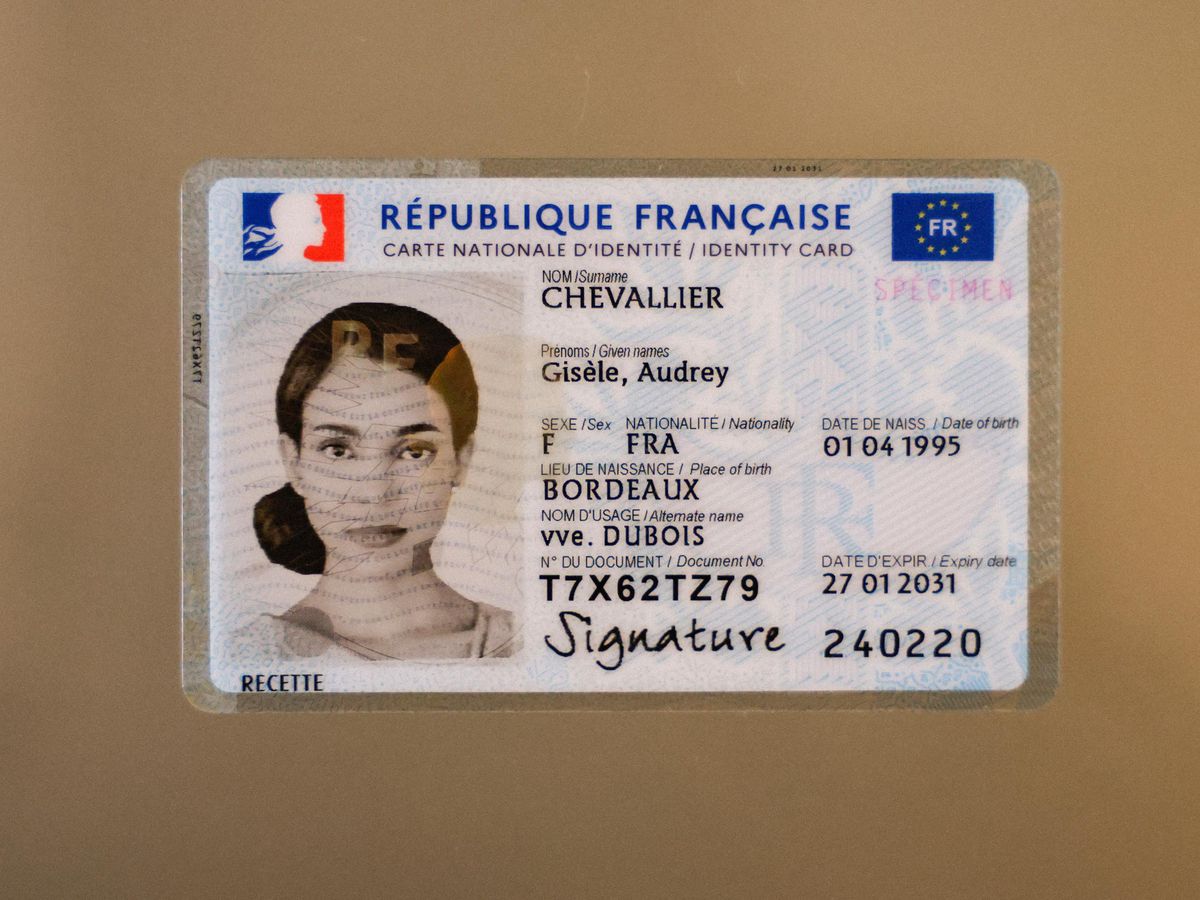 27 01 2031
RÉPUBLIQUE FRANÇAISE
CARTE NATIONALE D'IDENTITÉ / IDENTITY CARD
FR
SPECIMEN
NOM / Surname
CHEVALLIER
Prénoms / Given names
Gisèle, Audrey
SEXE / Sex NATIONALITÉ / Nationality DATE DE NAISS. / Date of birth
F FRA 01 04 1995
LIEU DE NAISSANCE / Place of birth
BORDEAUX
NOM D'USAGE / Alternate name
vve. DUBOIS
N° DU DOCUMENT / Document No DATE D'EXPIR / Expiry date
T7X62TZ79 27 01 2031
Signature 240220
RECETTE
RF